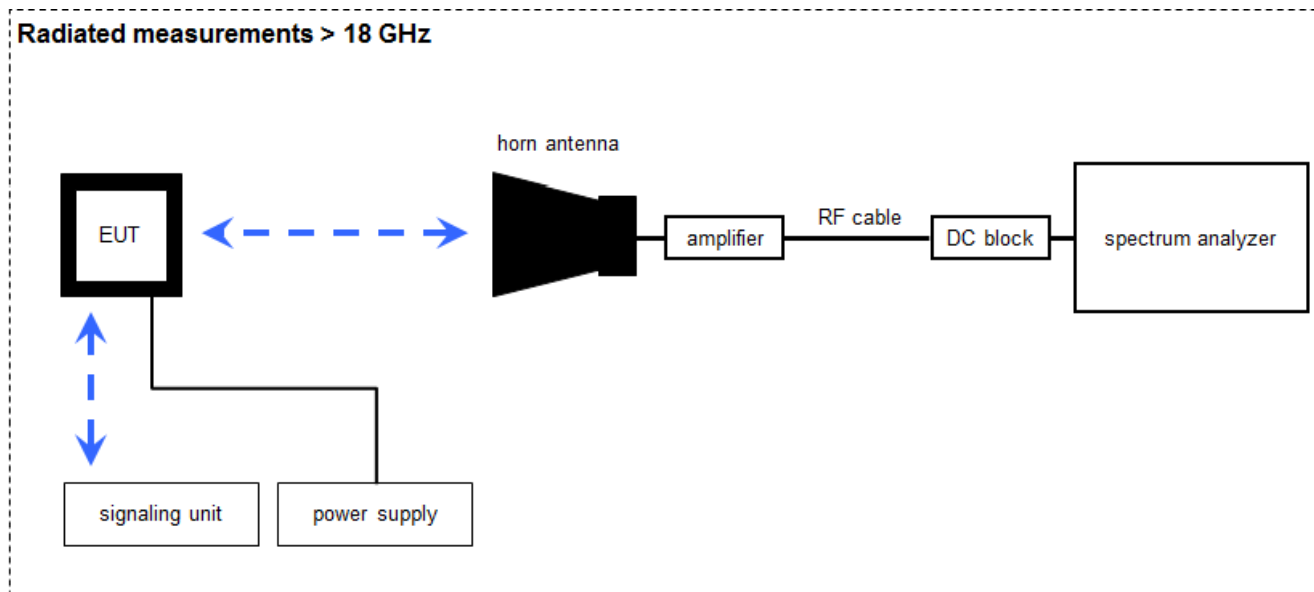 Radiated measurements > 18 GHz
horn antenna
EUT
amplifier
RF cable
DC block
spectrum analyzer
signaling unit
power supply